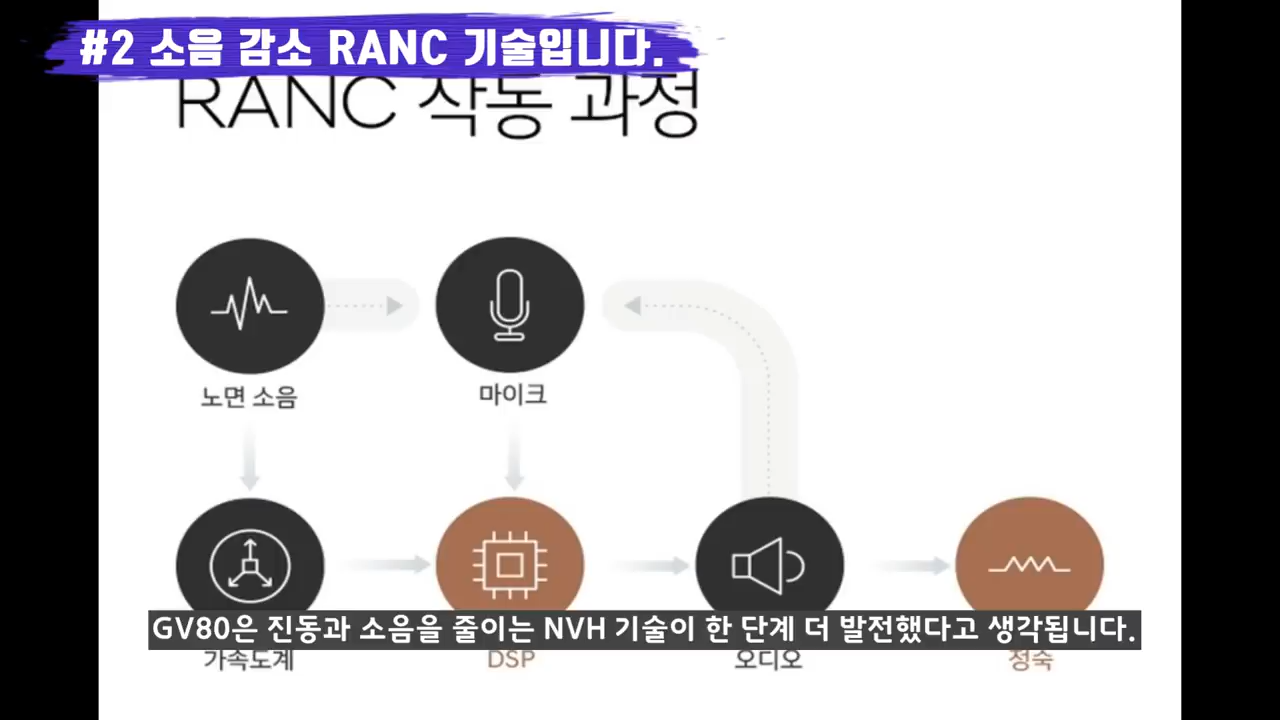 #2 소음 감소 RANC 기술입니다.
RANC 작동 과정
노면 소음
마이크
GV80은 진동과 소음을 줄이는 NVH 기술이 한 단계 더 발전했다고 생각됩니다.
가속도계
DSP
오디오
정숙